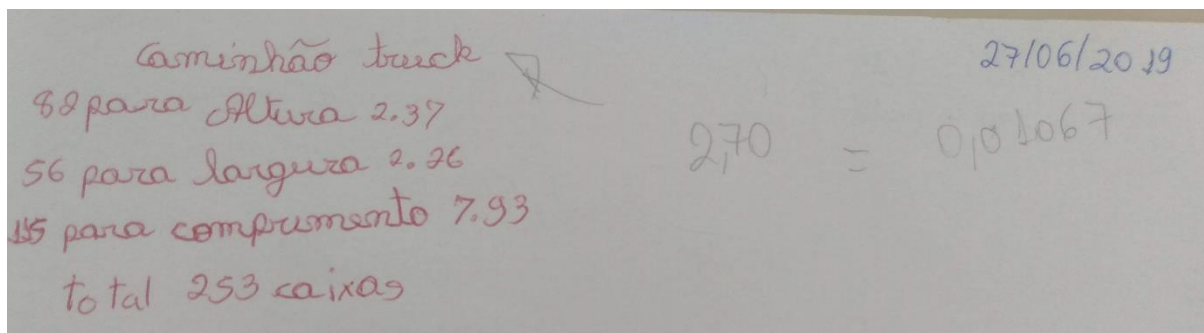 Caminhão truck
27/06/2019
82 para Altura 2.37
2,70 = 0,01067
56 para largura 2.26
115 para comprimento 7.93
total 253 caixas